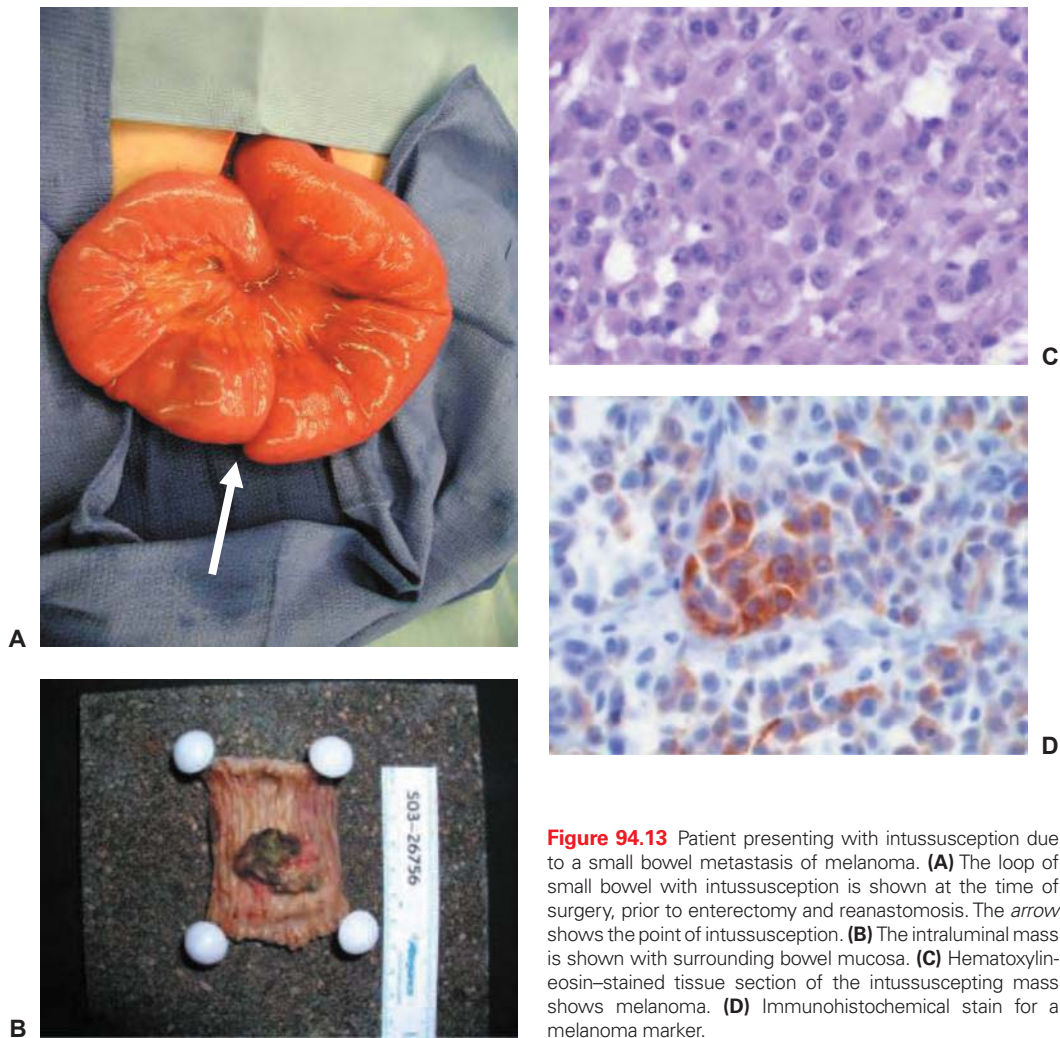 A
B
C
D
S03-26756
Figure 94.13 Patient presenting with intussusception due
to a small bowel metastasis of melanoma. (A) The loop of
small bowel with intussusception is shown at the time of
surgery, prior to enterectomy and reanastomosis. The arrow
shows the point of intussusception. (B) The intraluminal mass
is shown with surrounding bowel mucosa. (C) Hematoxylin-
eosin–stained tissue section of the intussuscepting mass
shows melanoma. (D) Immunohistochemical stain for a
melanoma marker.